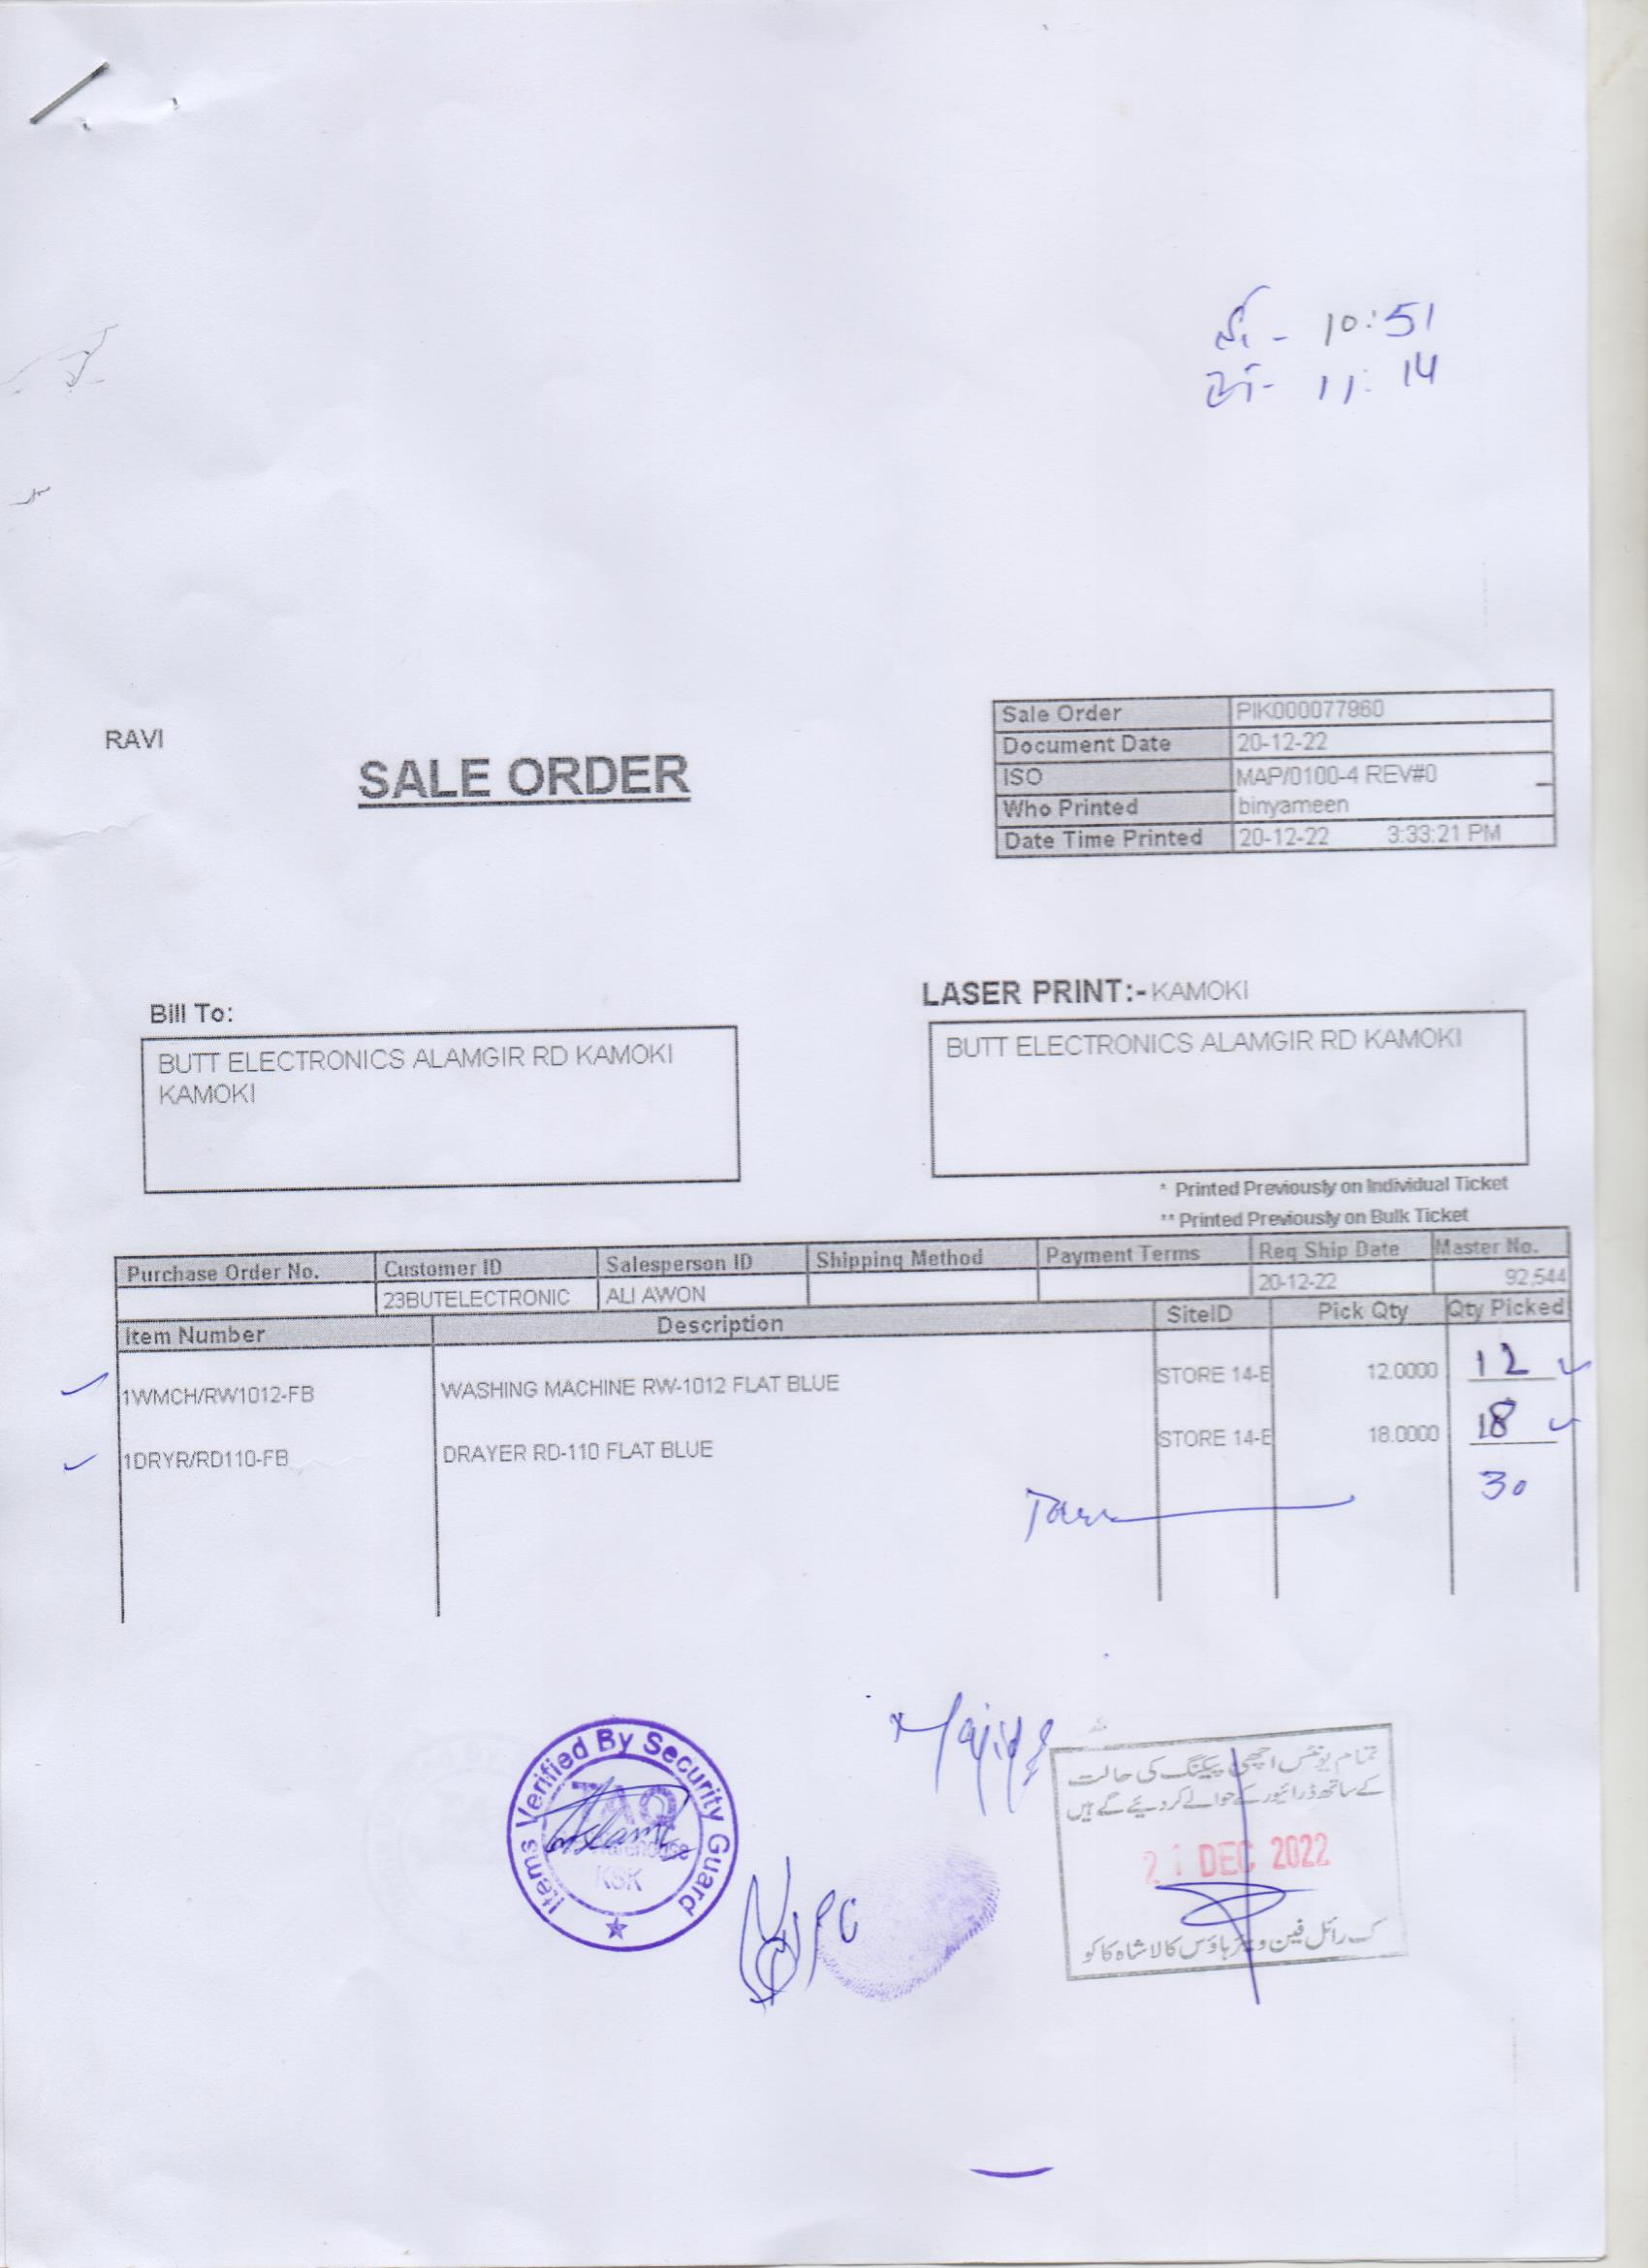 10:51
11:14
RAVI
SALE ORDER
Sale Order PIK000077960
Document Date 20-12-22
ISO MAP/0100-4 REV#0
Who Printed binyameen
Date Time Printed 20-12-22 3:33:21 PM
Bill To:
BUTT ELECTRONICS ALAMGIR RD KAMOKI
KAMOKI
LASER PRINT:- KAMOKI
BUTT ELECTRONICS ALAMGIR RD KAMOKI
* Printed Previously on Individual Ticket
** Printed Previously on Bulk Ticket
Purchase Order No. Customer ID Salesperson ID Shipping Method Payment Terms Req Ship Date Master No.
23BUTELECTRONIC ALI AWON 20-12-22 92,544
Item Number Description SiteID Pick Qty Qty Picked
1WMCH/RW1012-FB WASHING MACHINE RW-1012 FLAT BLUE STORE 14-E 12.0000 12
1DRYR/RD110-FB DRAYER RD-110 FLAT BLUE STORE 14-E 18.0000 18
30
Items Verified By Security Guard
KSK
Majid
تمام یونٹس اچھی پیکنگ کی حالت
کے ساتھ ڈرائیور کے حوالے کر دیئے گے ہیں
21 DEC 2022
رائل فین ویئر ہاؤس کالا شاہ کاکو